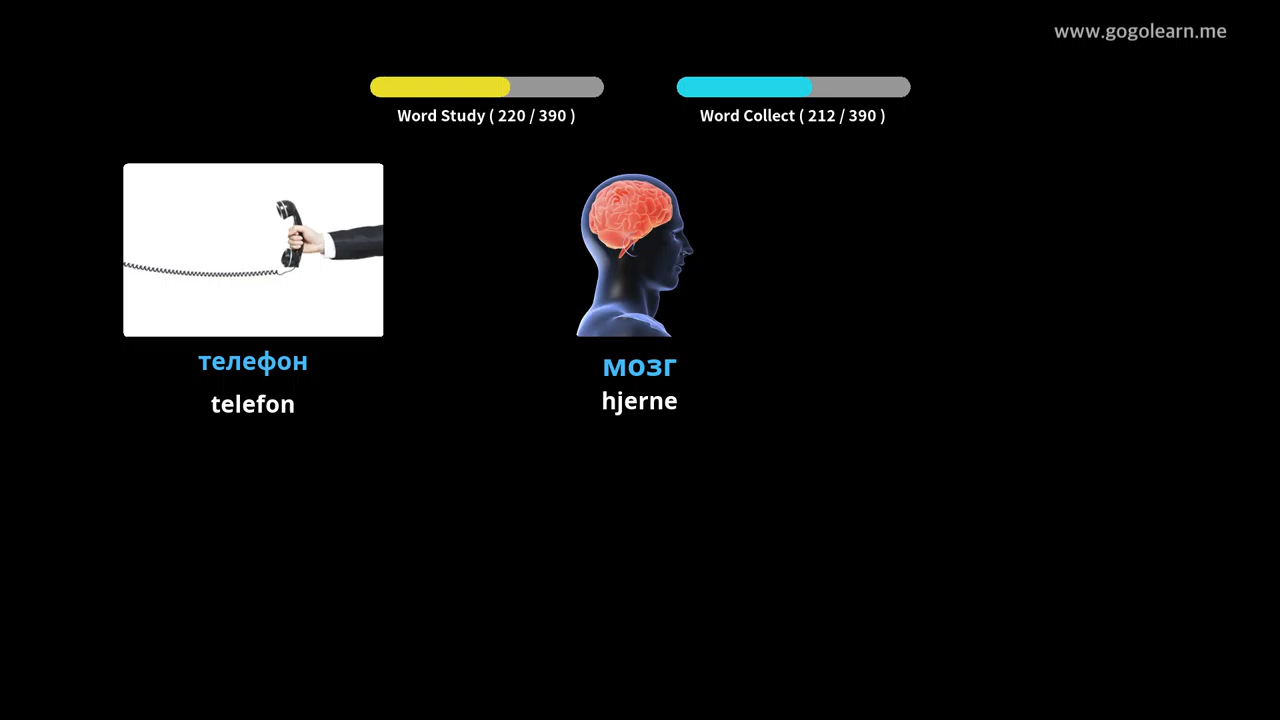 www.gogolearn.me
Word Study ( 220 / 390 )
Word Collect ( 212 / 390 )
телефон
telefon
мозг
hjerne